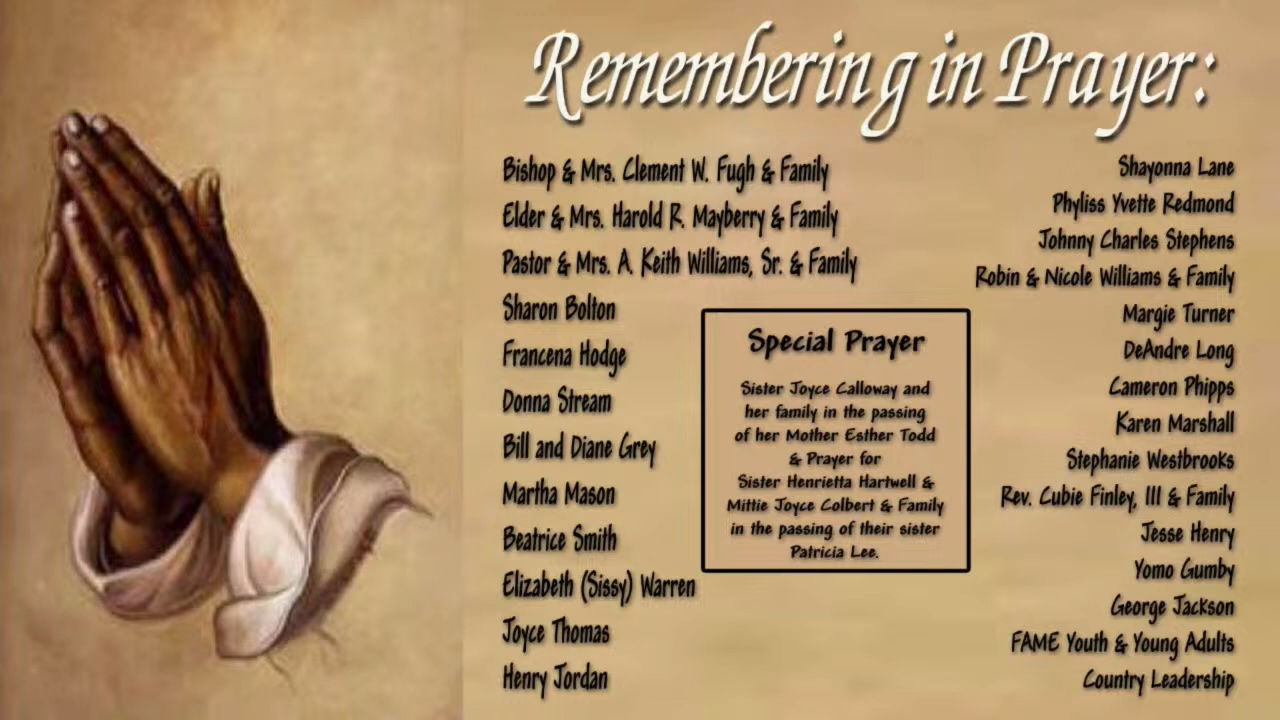 Remembering in Prayer:
Bishop & Mrs. Clement W. Fugh & Family
Elder & Mrs. Harold R. Mayberry & Family
Pastor & Mrs. A. Keith Williams, Sr. & Family
Sharon Bolton
Francena Hodge
Donna Stream
Bill and Diane Grey
Martha Mason
Beatrice Smith
Elizabeth (Sissy) Warren
Joyce Thomas
Henry Jordan
Special Prayer
Sister Joyce Calloway and
her family in the passing
of her Mother Esther Todd
& Prayer for
Sister Henrietta Hartwell &
Mittie Joyce Colbert & Family
in the passing of their sister
Patricia Lee.
Shayonna Lane
Phyliss Yvette Redmond
Johnny Charles Stephens
Robin & Nicole Williams & Family
Margie Turner
DeAndre Long
Cameron Phipps
Karen Marshall
Stephanie Westbrooks
Rev. Cubie Finley, III & Family
Jesse Henry
Yomo Gumby
George Jackson
FAME Youth & Young Adults
Country Leadership